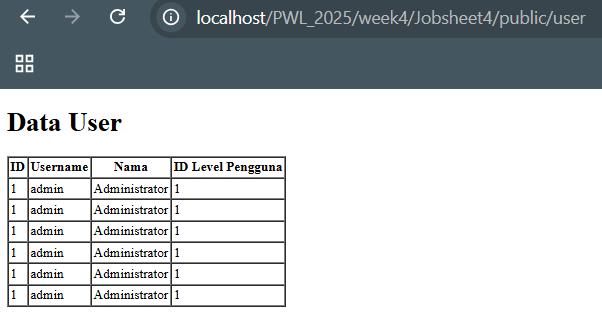 localhost/PWL_2025/week4/Jobsheet4/public/user
Data User
ID Username Nama ID Level Pengguna
1 admin Administrator 1
1 admin Administrator 1
1 admin Administrator 1
1 admin Administrator 1
1 admin Administrator 1
1 admin Administrator 1